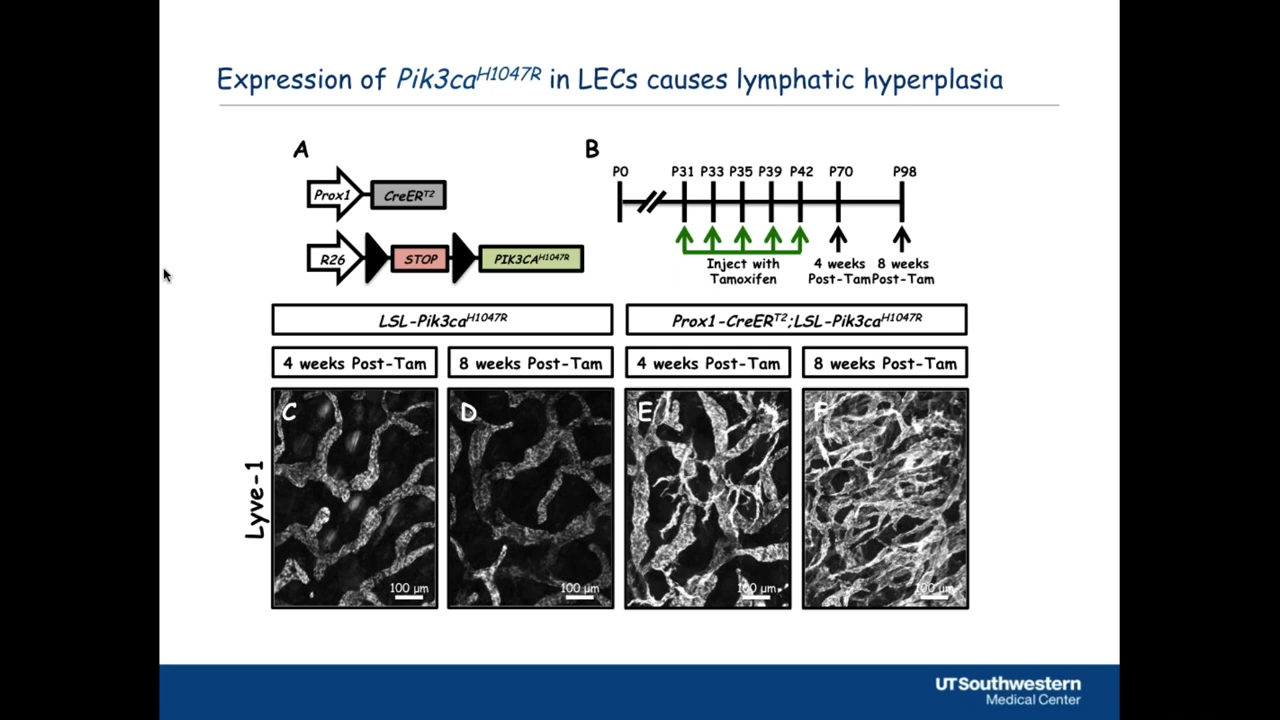 Expression of Pik3caH1047R in LECs causes lymphatic hyperplasia
A
B
Prox1
CreERT2
R26
STOP
PIK3CAH1047R
P0
P31
P33
P35
P39
P42
P70
P98
Inject with
Tamoxifen
4 weeks
Post-Tam
8 weeks
Post-Tam
LSL-Pik3caH1047R
Prox1-CreERT2;LSL-Pik3caH1047R
4 weeks Post-Tam
8 weeks Post-Tam
4 weeks Post-Tam
8 weeks Post-Tam
Lyve-1
C
D
E
F
100 μm
100 μm
100 μm
100 μm
UTSouthwestern
Medical Center